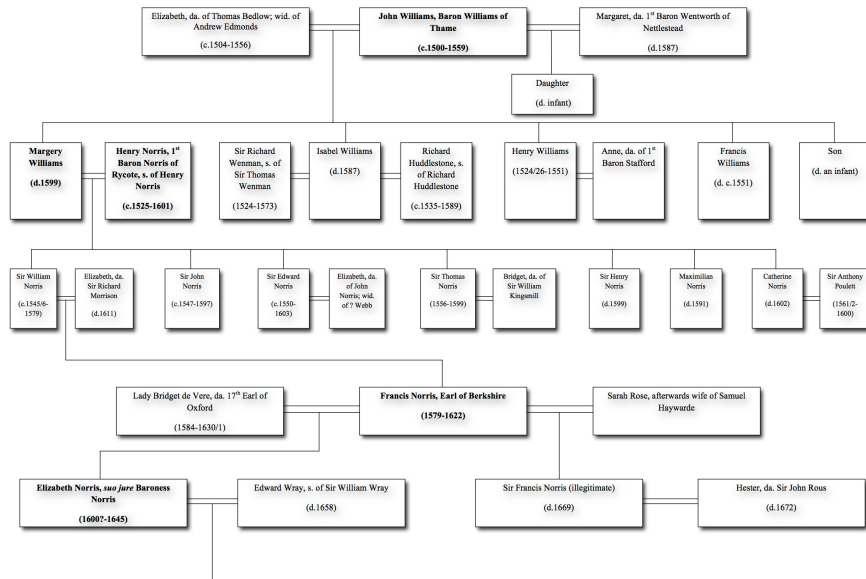 Elizabeth, da. of Thomas Bedlow; wid. of
Andrew Edmonds
(c.1504-1556)
John Williams, Baron Williams of
Thame
(c.1500-1559)
Margaret, da. 1st Baron Wentworth of
Nettlestead
(d.1587)
Daughter
(d. infant)
Margery
Williams
(d.1599)
Henry Norris, 1st
Baron Norris of
Rycote, s. of Henry
Norris
(c.1525-1601)
Sir Richard
Wenman, s. of
Sir Thomas
Wenman
(1524-1573)
Isabel Williams
(d.1587)
Richard
Huddlestone, s.
of Richard
Huddlestone
(c.1535-1589)
Henry Williams
(1524/26-1551)
Anne, da. of 1st
Baron Stafford
Francis
Williams
(d. c.1551)
Son
(d. an infant)
Sir William
Norris
(c.1545/6-
1579)
Elizabeth, da.
Sir Richard
Morrison
(d.1611)
Sir John
Norris
(c.1547-1597)
Sir Edward
Norris
(c.1550-
1603)
Elizabeth, da.
of John
Norris; wid.
of ? Webb
Sir Thomas
Norris
(1556-1599)
Bridget, da. of
Sir William
Kingsmill
Sir Henry
Norris
(d.1599)
Maximilian
Norris
(d.1591)
Catherine
Norris
(d.1602)
Sir Anthony
Poulett
(1561/2-
1600)
Lady Bridget de Vere, da. 17th Earl of
Oxford
(1584-1630/1)
Francis Norris, Earl of Berkshire
(1579-1622)
Sarah Rose, afterwards wife of Samuel
Haywarde
Elizabeth Norris, suo jure Baroness
Norris
(1600?-1645)
Edward Wray, s. of Sir William Wray
(d.1658)
Sir Francis Norris (illegitimate)
(d.1669)
Hester, da. Sir John Rous
(d.1672)